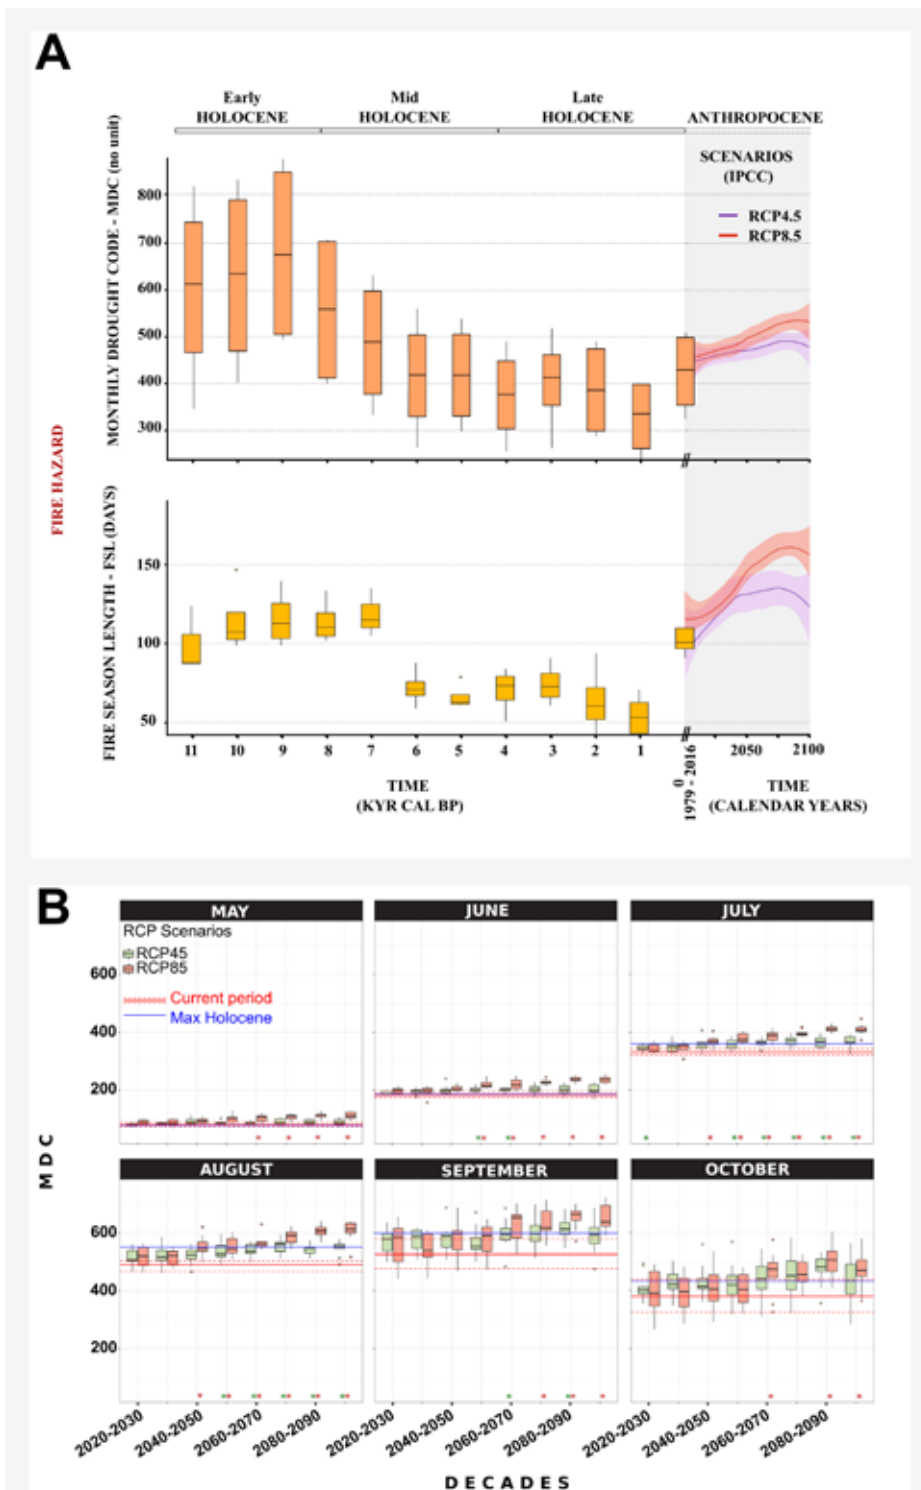 A
Early
HOLOCENE
Mid
HOLOCENE
Late
HOLOCENE
ANTHROPOCENE
SCENARIOS
(IPCC)
RCP4.5
RCP8.5
FIRE HAZARD
MONTHLY DROUGHT CODE - MDC (no unit)
800
700
600
500
400
300
FIRE SEASON LENGTH - FSL (DAYS)
150
100
50
11 10 9 8 7 6 5 4 3 2 1
0
1979 - 2016
2050 2100
TIME
(KYR CAL BP)
TIME
(CALENDAR YEARS)
B
MAY JUNE JULY
RCP Scenarios
RCP45
RCP85
Current period
Max Holocene
600
400
200
MDC
AUGUST SEPTEMBER OCTOBER
600
400
200
2020-2030 2040-2050 2060-2070 2080-2090 2020-2030 2040-2050 2060-2070 2080-2090 2020-2030 2040-2050 2060-2070 2080-2090
DECADES